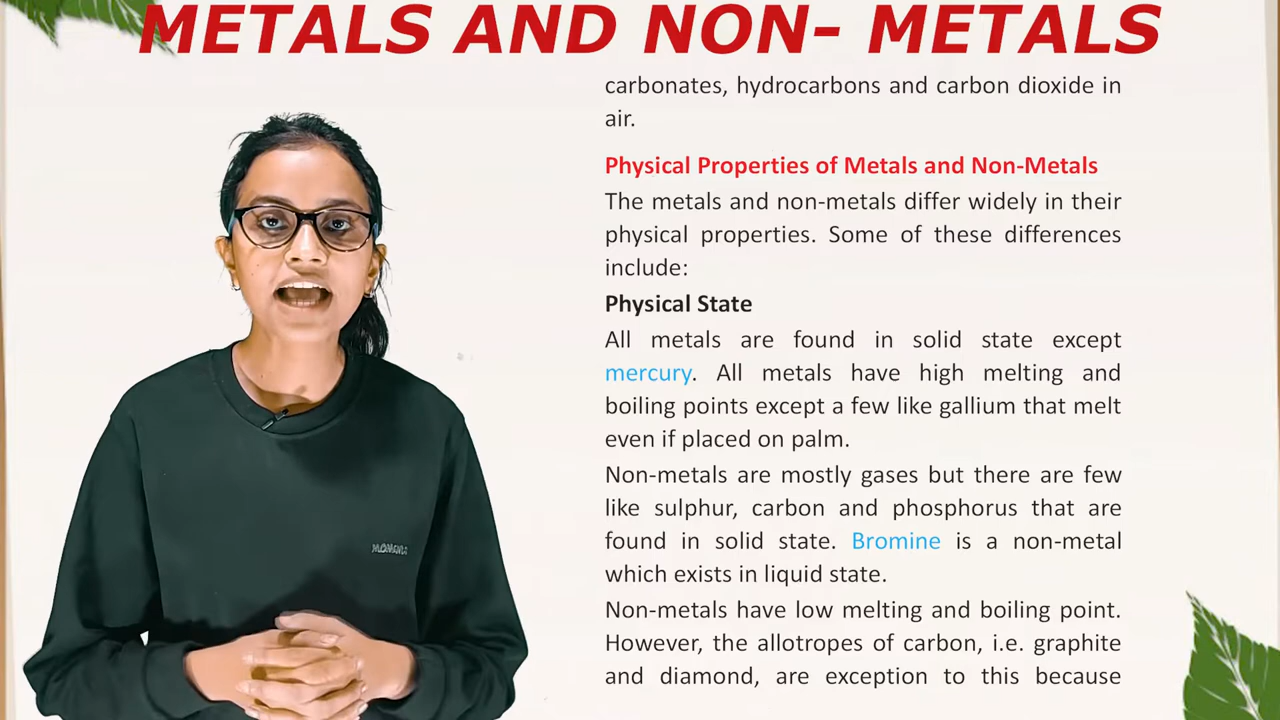 METALS AND NON- METALS
carbonates, hydrocarbons and carbon dioxide in
air.
Physical Properties of Metals and Non-Metals
The metals and non-metals differ widely in their
physical properties. Some of these differences
include:
Physical State
All metals are found in solid state except
mercury. All metals have high melting and
boiling points except a few like gallium that melt
even if placed on palm.
Non-metals are mostly gases but there are few
like sulphur, carbon and phosphorus that are
found in solid state. Bromine is a non-metal
which exists in liquid state.
Non-metals have low melting and boiling point.
However, the allotropes of carbon, i.e. graphite
and diamond, are exception to this because